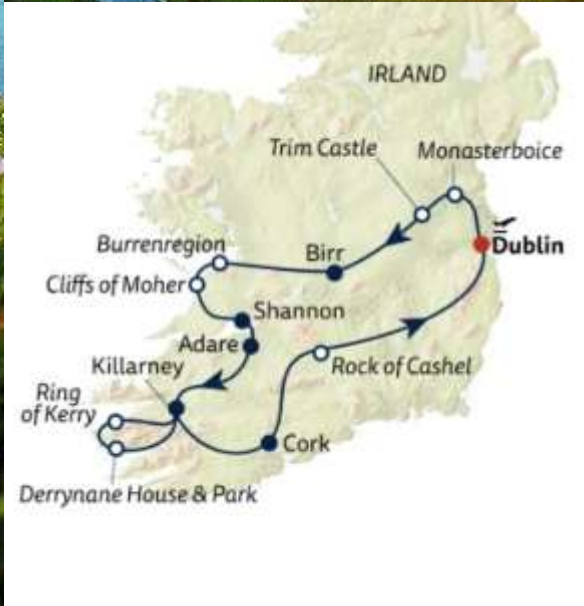 IRLAND
Trim Castle
Monasterboice
Dublin
Burrenregion
Birr
Cliffs of Moher
Shannon
Adare
Killarney
Rock of Cashel
Ring
of Kerry
Cork
Derrynane House & Park